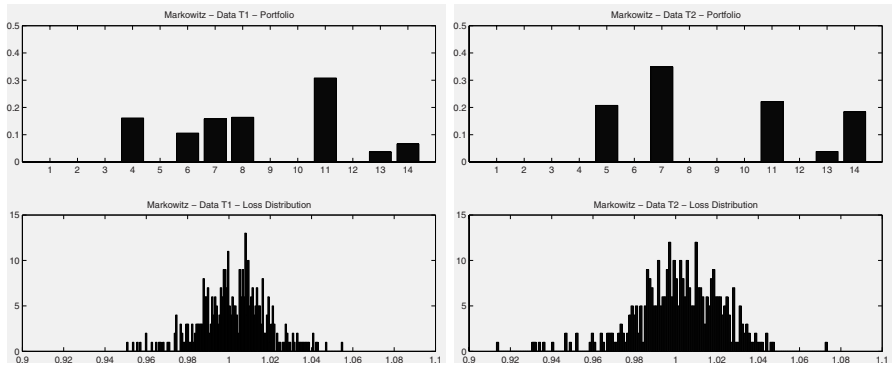 Markowitz – Data T1 – Portfolio
0.5
0.4
0.3
0.2
0.1
0
1 2 3 4 5 6 7 8 9 10 11 12 13 14
Markowitz – Data T2 – Portfolio
0.5
0.4
0.3
0.2
0.1
0
1 2 3 4 5 6 7 8 9 10 11 12 13 14
Markowitz – Data T1 – Loss Distribution
15
10
5
0
0.9 0.92 0.94 0.96 0.98 1 1.02 1.04 1.06 1.08 1.1
Markowitz – Data T2 – Loss Distribution
15
10
5
0
0.9 0.92 0.94 0.96 0.98 1 1.02 1.04 1.06 1.08 1.1